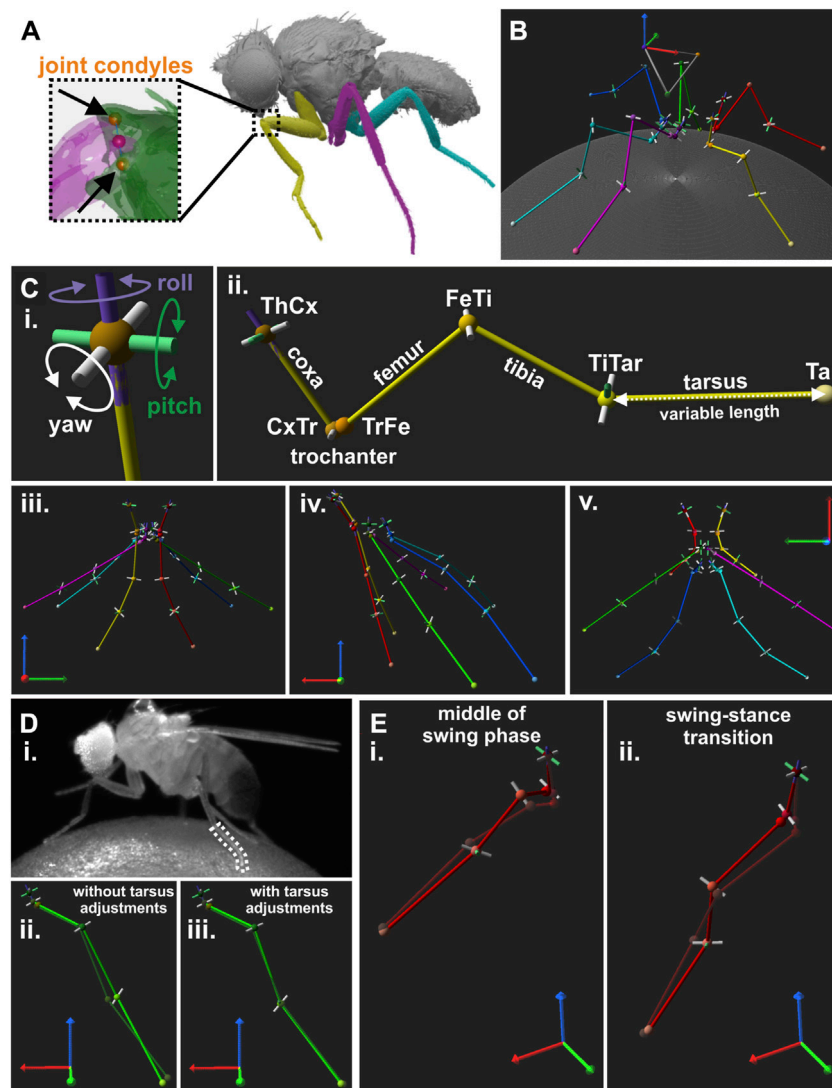 A
joint condyles
B
C
i.
roll
pitch
yaw
ii.
ThCx
coxa
CxTr
TrFe
trochanter
femur
FeTi
tibia
TiTar
tarsus
variable length
Ta
iii.
iv.
v.
D
i.
ii.
without tarsus
adjustments
iii.
with tarsus
adjustments
E
middle of
swing phase
i.
swing-stance
transition
ii.